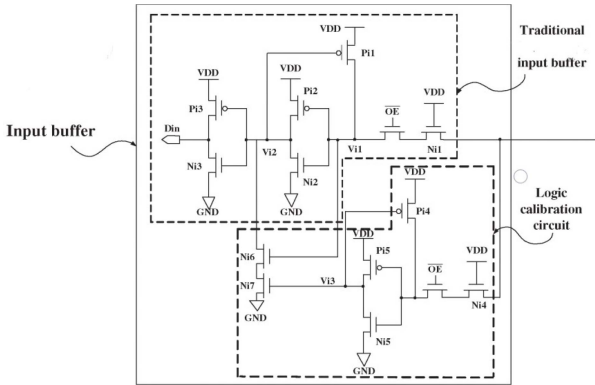 VDD
Pi1
Traditional
input buffer
VDD
VDD
Pi3
Pi2
VDD
OE
Din
Input buffer
Vi2
Vi1
Ni1
Ni3
Ni2
GND
GND
VDD
Pi4
Logic
calibration
circuit
VDD
VDD
Ni6
Pi5
OE
Ni7
Vi3
Ni4
GND
Ni5
GND